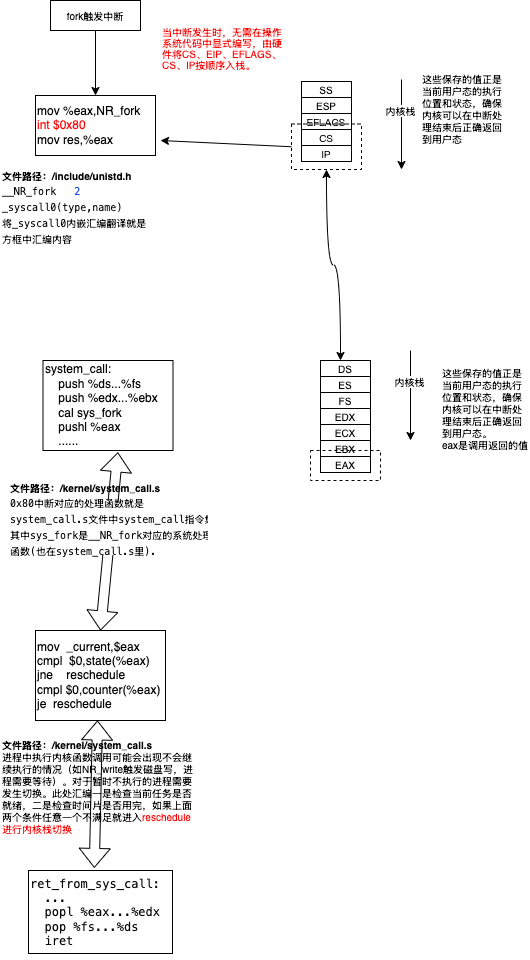 fork触发中断
当中断发生时，无需在操作
系统代码中显式编写，由硬
件将CS、EIP、EFLAGS、
CS、IP按顺序入栈。
mov %eax,NR_fork
int $0x80
mov res,%eax
SS
ESP
EFLAGS
CS
IP
内核栈
这些保存的值正是
当前用户态的执行
位置和状态，确保
内核可以在中断处
理结束后正确返回
到用户态
文件路径：/include/unistd.h
__NR_fork 2
_syscall0(type,name)
将_syscall0内嵌汇编翻译就是
方框中汇编内容
system_call:
push %ds...%fs
push %edx...%ebx
cal sys_fork
pushl %eax
......
DS
ES
FS
EDX
ECX
EBX
EAX
内核栈
这些保存的值正是
当前用户态的执行
位置和状态，确保
内核可以在中断处
理结束后正确返回
到用户态。
eax是调用返回的值
文件路径：/kernel/system_call.s
0x80中断对应的处理函数就是
system_call.s文件中system_call指令
其中sys_fork是__NR_fork对应的系统处理
函数(也在system_call.s里).
mov _current,$eax
cmpl $0,state(%eax)
jne reschedule
cmpl $0,counter(%eax)
je reschedule
文件路径：/kernel/system_call.s
进程中执行内核函数调用可能会出现不会继
续执行的情况（如NR_write触发磁盘写，进
程需要等待）。对于暂时不执行的进程需要
发生切换。此处汇编一是检查当前任务是否
就绪，二是检查时间片是否用完，如果上面
两个条件任意一个不满足就进入reschedule
进行内核栈切换
ret_from_sys_call:
...
popl %eax...%edx
pop %fs...%ds
iret